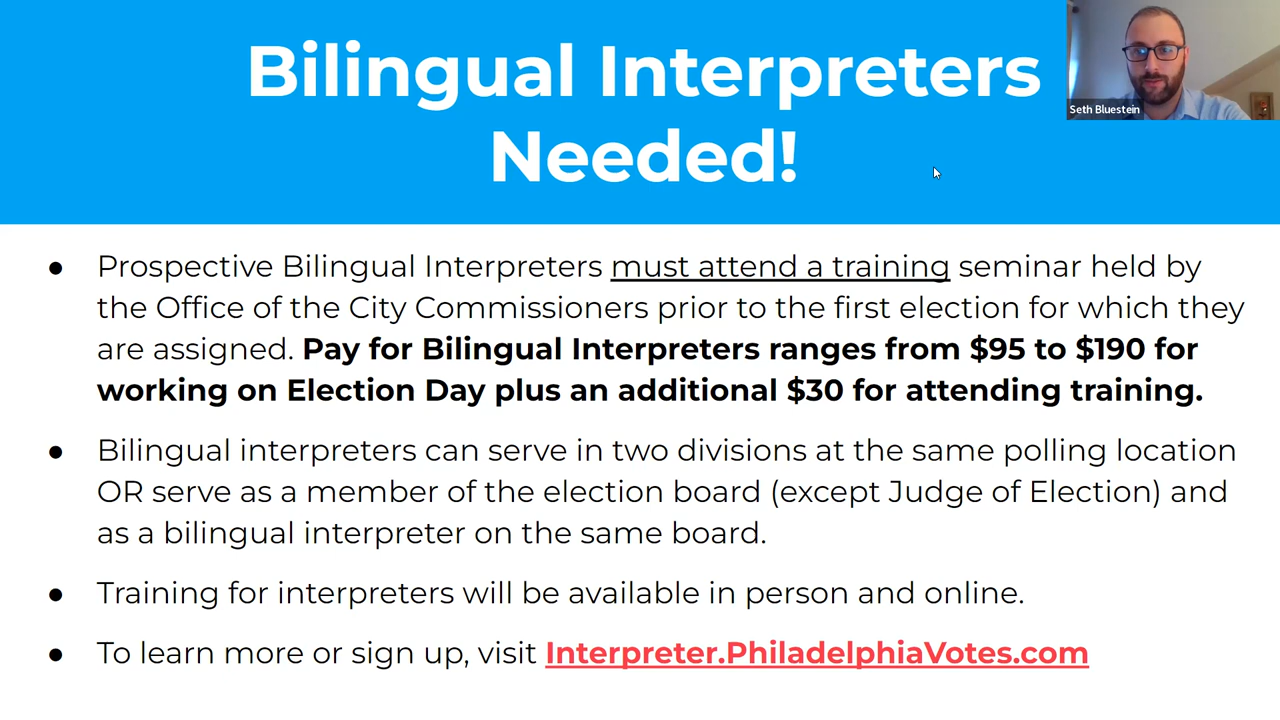 Bilingual Interpreters
Needed!
Seth Bluestein
● Prospective Bilingual Interpreters must attend a training seminar held by
the Office of the City Commissioners prior to the first election for which they
are assigned. Pay for Bilingual Interpreters ranges from $95 to $190 for
working on Election Day plus an additional $30 for attending training.
● Bilingual interpreters can serve in two divisions at the same polling location
OR serve as a member of the election board (except Judge of Election) and
as a bilingual interpreter on the same board.
● Training for interpreters will be available in person and online.
● To learn more or sign up, visit Interpreter.PhiladelphiaVotes.com